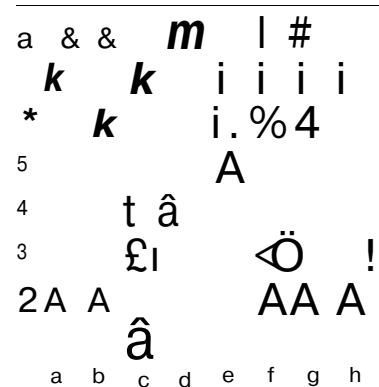 a & & m l #
k k i i i i
* k i . % 4
5 A
4 t â
3 £ı <Ö !
2 A A AA A
â
a b c d e f g h